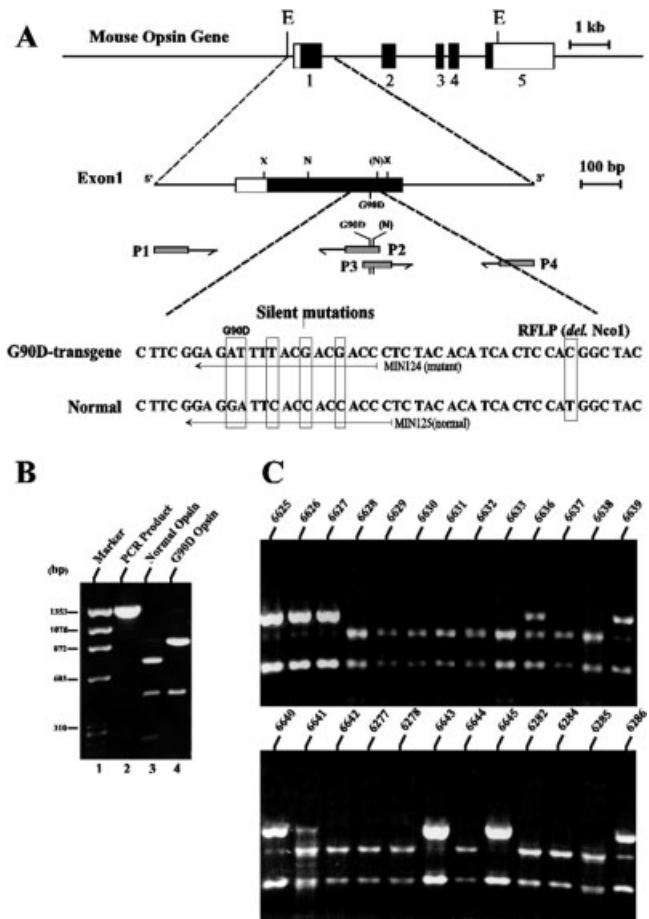 A
E
E
1 kb
Mouse Opsin Gene
1
2
3 4
5
Exon1
5'
X
N
(N)
X
3'
100 bp
G90D
G90D
(N)
P1
P2
P3
P4
Silent mutations
G90D
RFLP (del. Nco1)
G90D-transgene
C TTCG GAG GAT TTT ACG ACG ACC CTC TAC ACA TCA CTC CAC GGC TAC
MIN124 (mutant)
Normal
C TTCG GAG GGA TTC ACC ACC ACC CTC TAC ACA TCA CTC CAT GGC TAC
MIN125(normal)
B
Marker
PCR Product
Normal Opsin
G90D Opsin
(bp)
1353
1078
872
603
310
1
2
3
4
C
6625
6626
6627
6628
6629
6630
6631
6632
6633
6636
6637
6638
6639
6640
6641
6642
6277
6278
6643
6644
6645
6282
6284
6285
6286